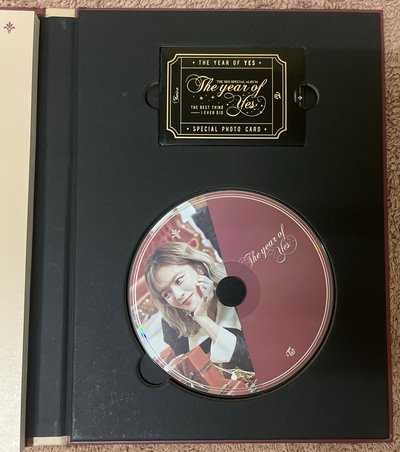 • THE YEAR OF YES •
THE 3RD SPECIAL ALBUM
The year of
Yes
THE BEST THING
I EVER DID
• SPECIAL PHOTO CARD •
The year of
Yes